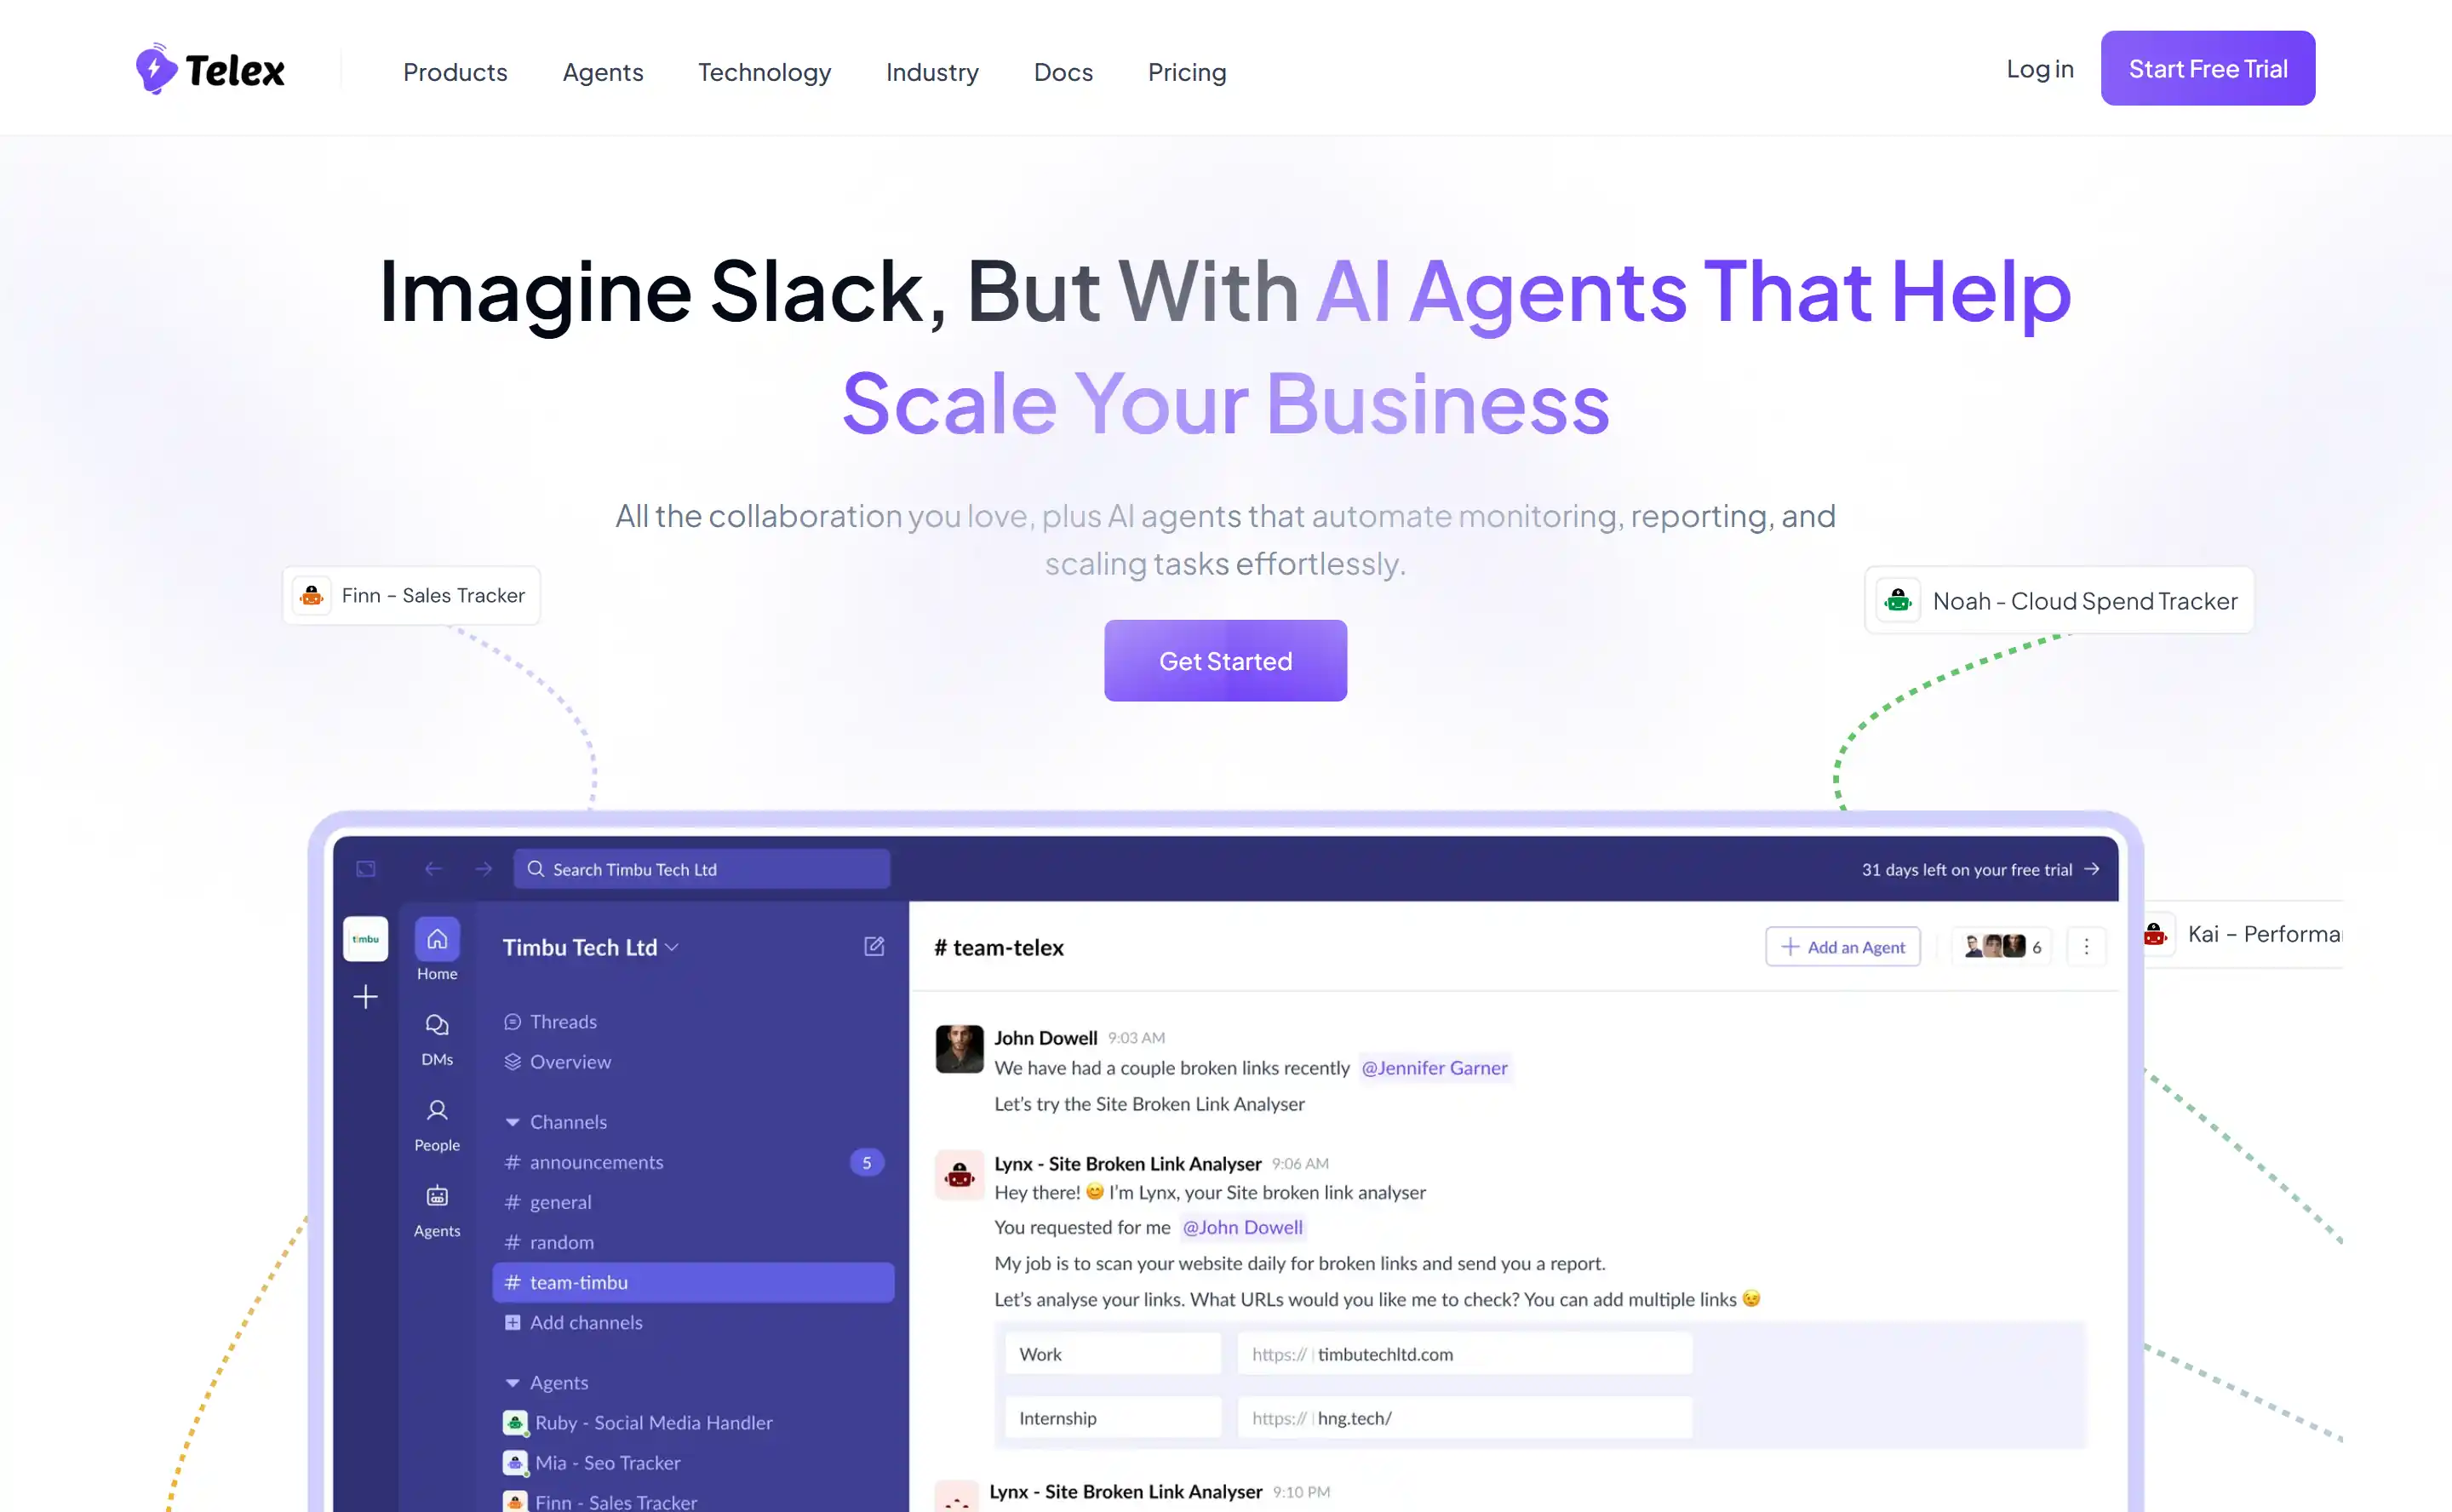 Telex
Products
Agents
Technology
Industry
Docs
Pricing
Log in
Start Free Trial
Imagine Slack, But With AI Agents That Help
Scale Your Business
All the collaboration you love, plus AI agents that automate monitoring, reporting, and
scaling tasks effortlessly.
Finn – Sales Tracker
Noah - Cloud Spend Tracker
Get Started
Search Timbu Tech Ltd
31 days left on your free trial →
timbu
Home
DMs
People
Agents
Timbu Tech Ltd
Threads
Overview
Channels
# announcements 5
# general
# random
# team-timbu
Add channels
Agents
Ruby - Social Media Handler
Mia - Seo Tracker
Finn - Sales Tracker
# team-telex
+ Add an Agent
6
Kai –
John Dowell 9:03 AM
We have had a couple broken links recently @Jennifer Garner
Let's try the Site Broken Link Analyser
Lynx - Site Broken Link Analyser 9:06 AM
Hey there! 😊 I'm Lynx, your Site broken link analyser
You requested for me @John Dowell
My job is to scan your website daily for broken links and send you a report.
Let's analyse your links. What URLs would you like me to check? You can add multiple links 😉
Work https:// timbutechltd.com
Internship https:// hng.tech/
Lynx - Site Broken Link Analyser 9:10 PM